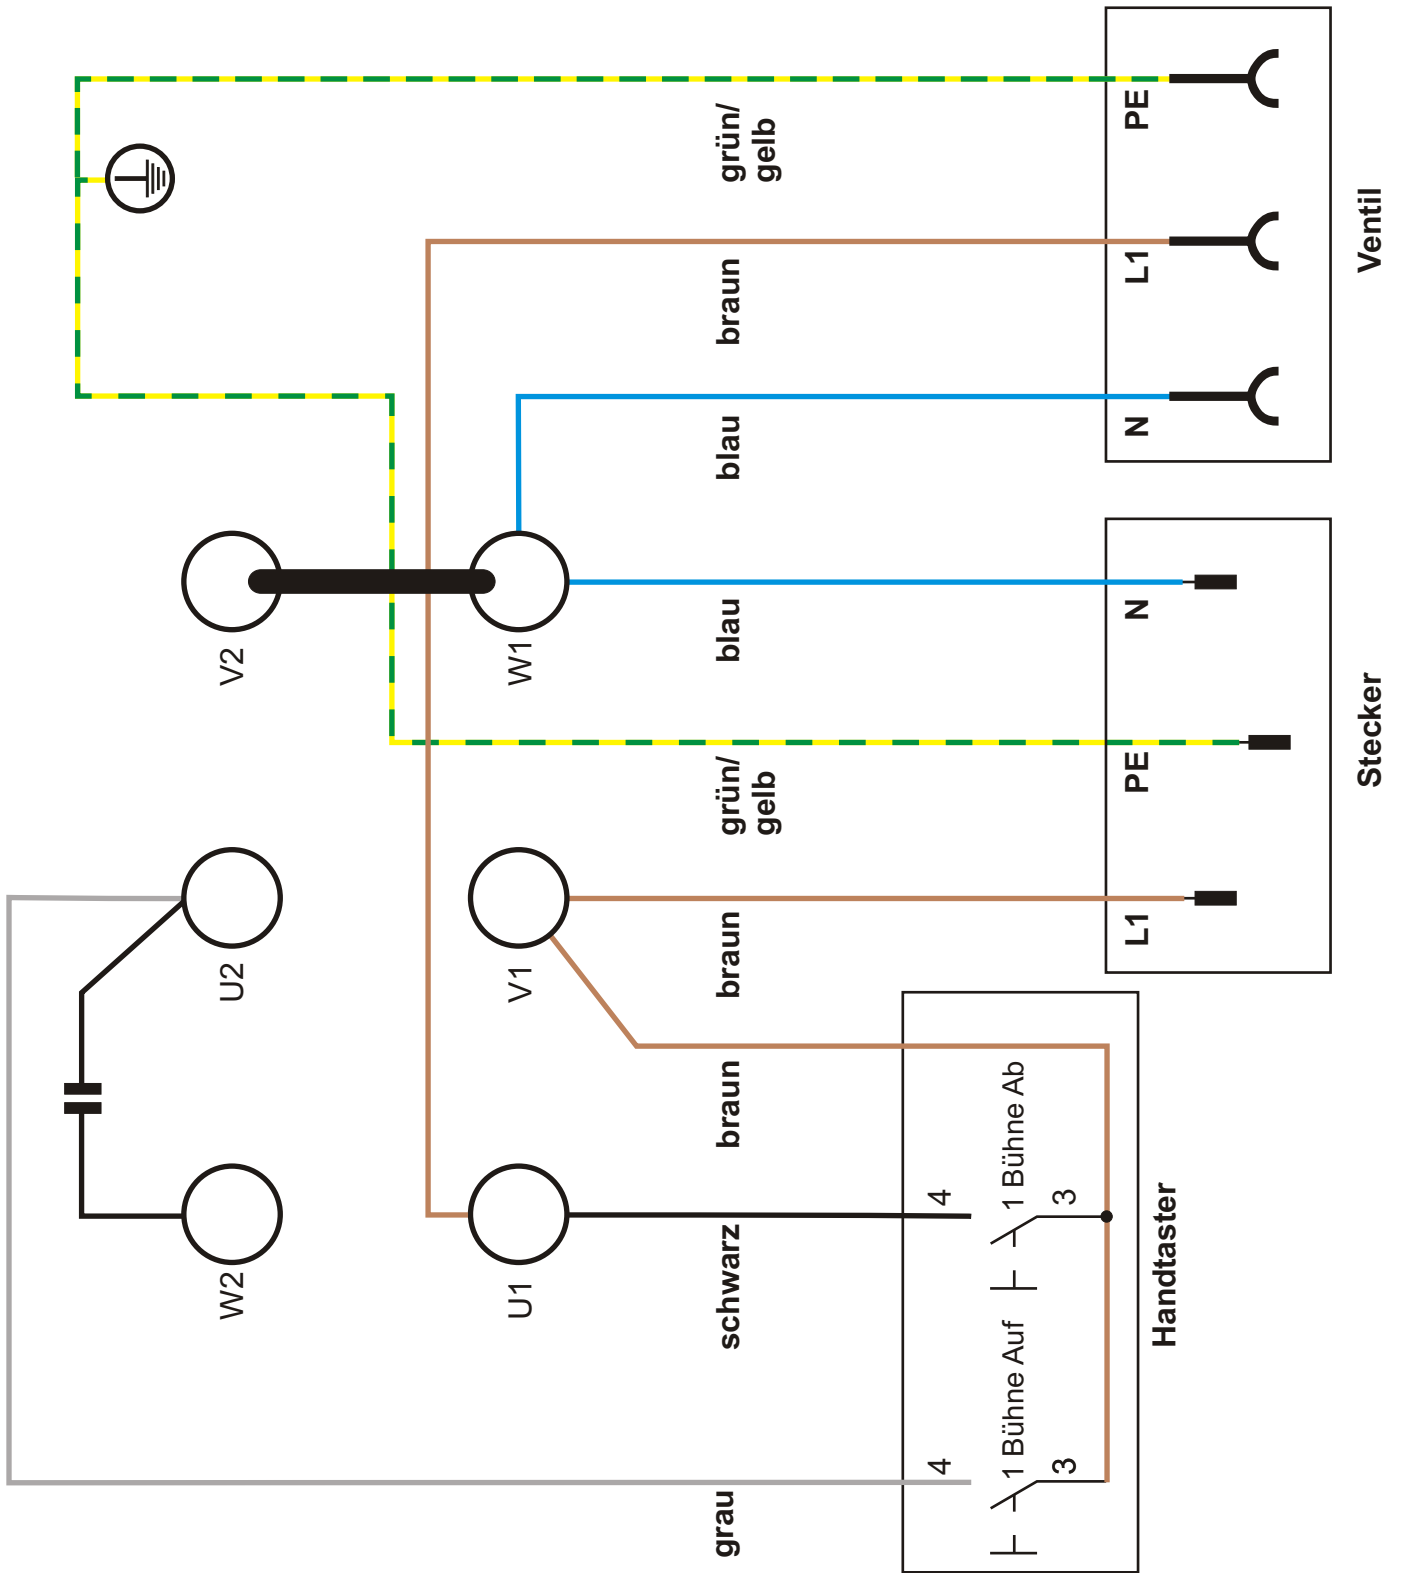 grün/
gelb
PE
braun
L1
Ventil
blau
N
V2
W1
blau
N
grün/
gelb
PE
Stecker
U2
V1
braun
L1
braun
W2
U1
schwarz
4
1 Bühne Ab
3
Handtaster
grau
4
1 Bühne Auf
3